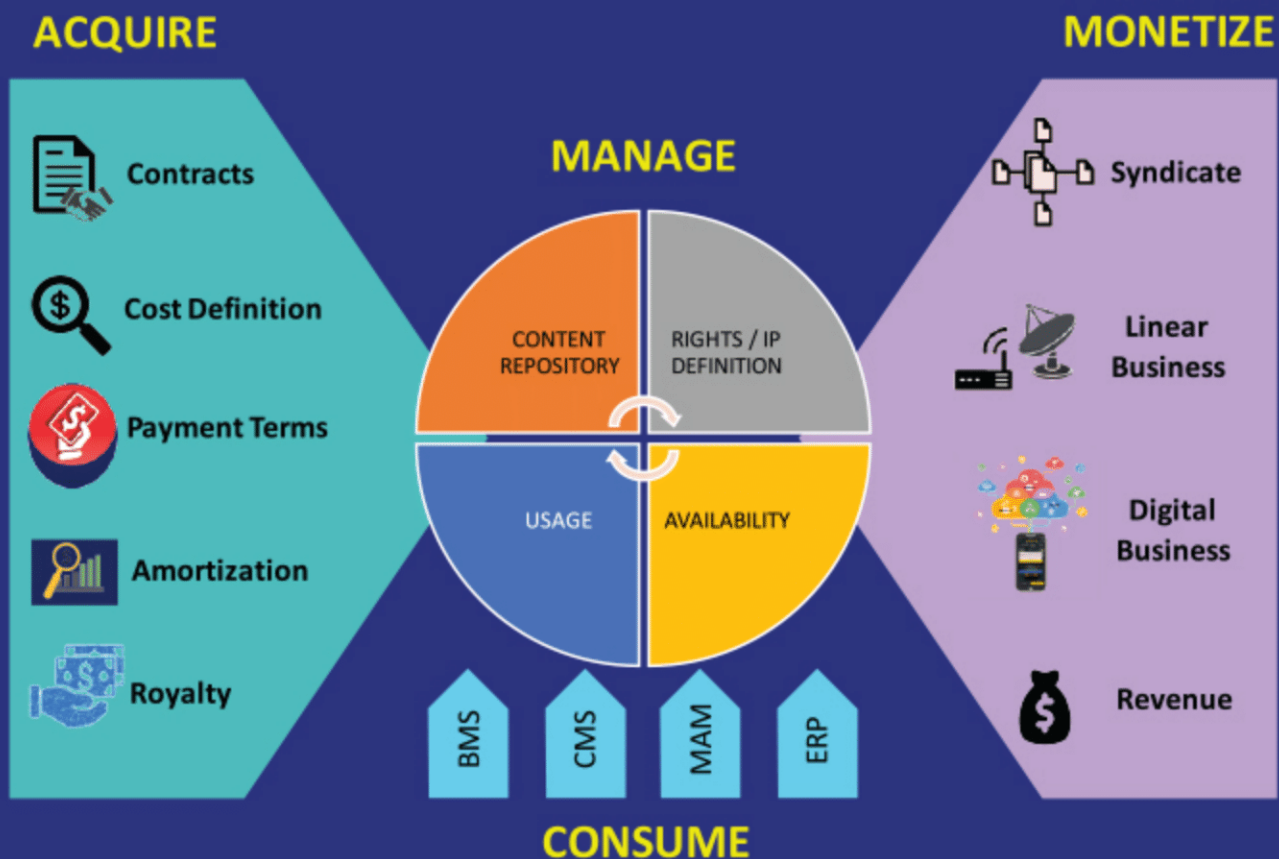 ACQUIRE
MONETIZE
MANAGE
Contracts
Cost Definition
Payment Terms
Amortization
Royalty
CONTENT
REPOSITORY
RIGHTS / IP
DEFINITION
USAGE
AVAILABILITY
Syndicate
Linear
Business
Digital
Business
Revenue
BMS
CMS
MAM
ERP
CONSUME